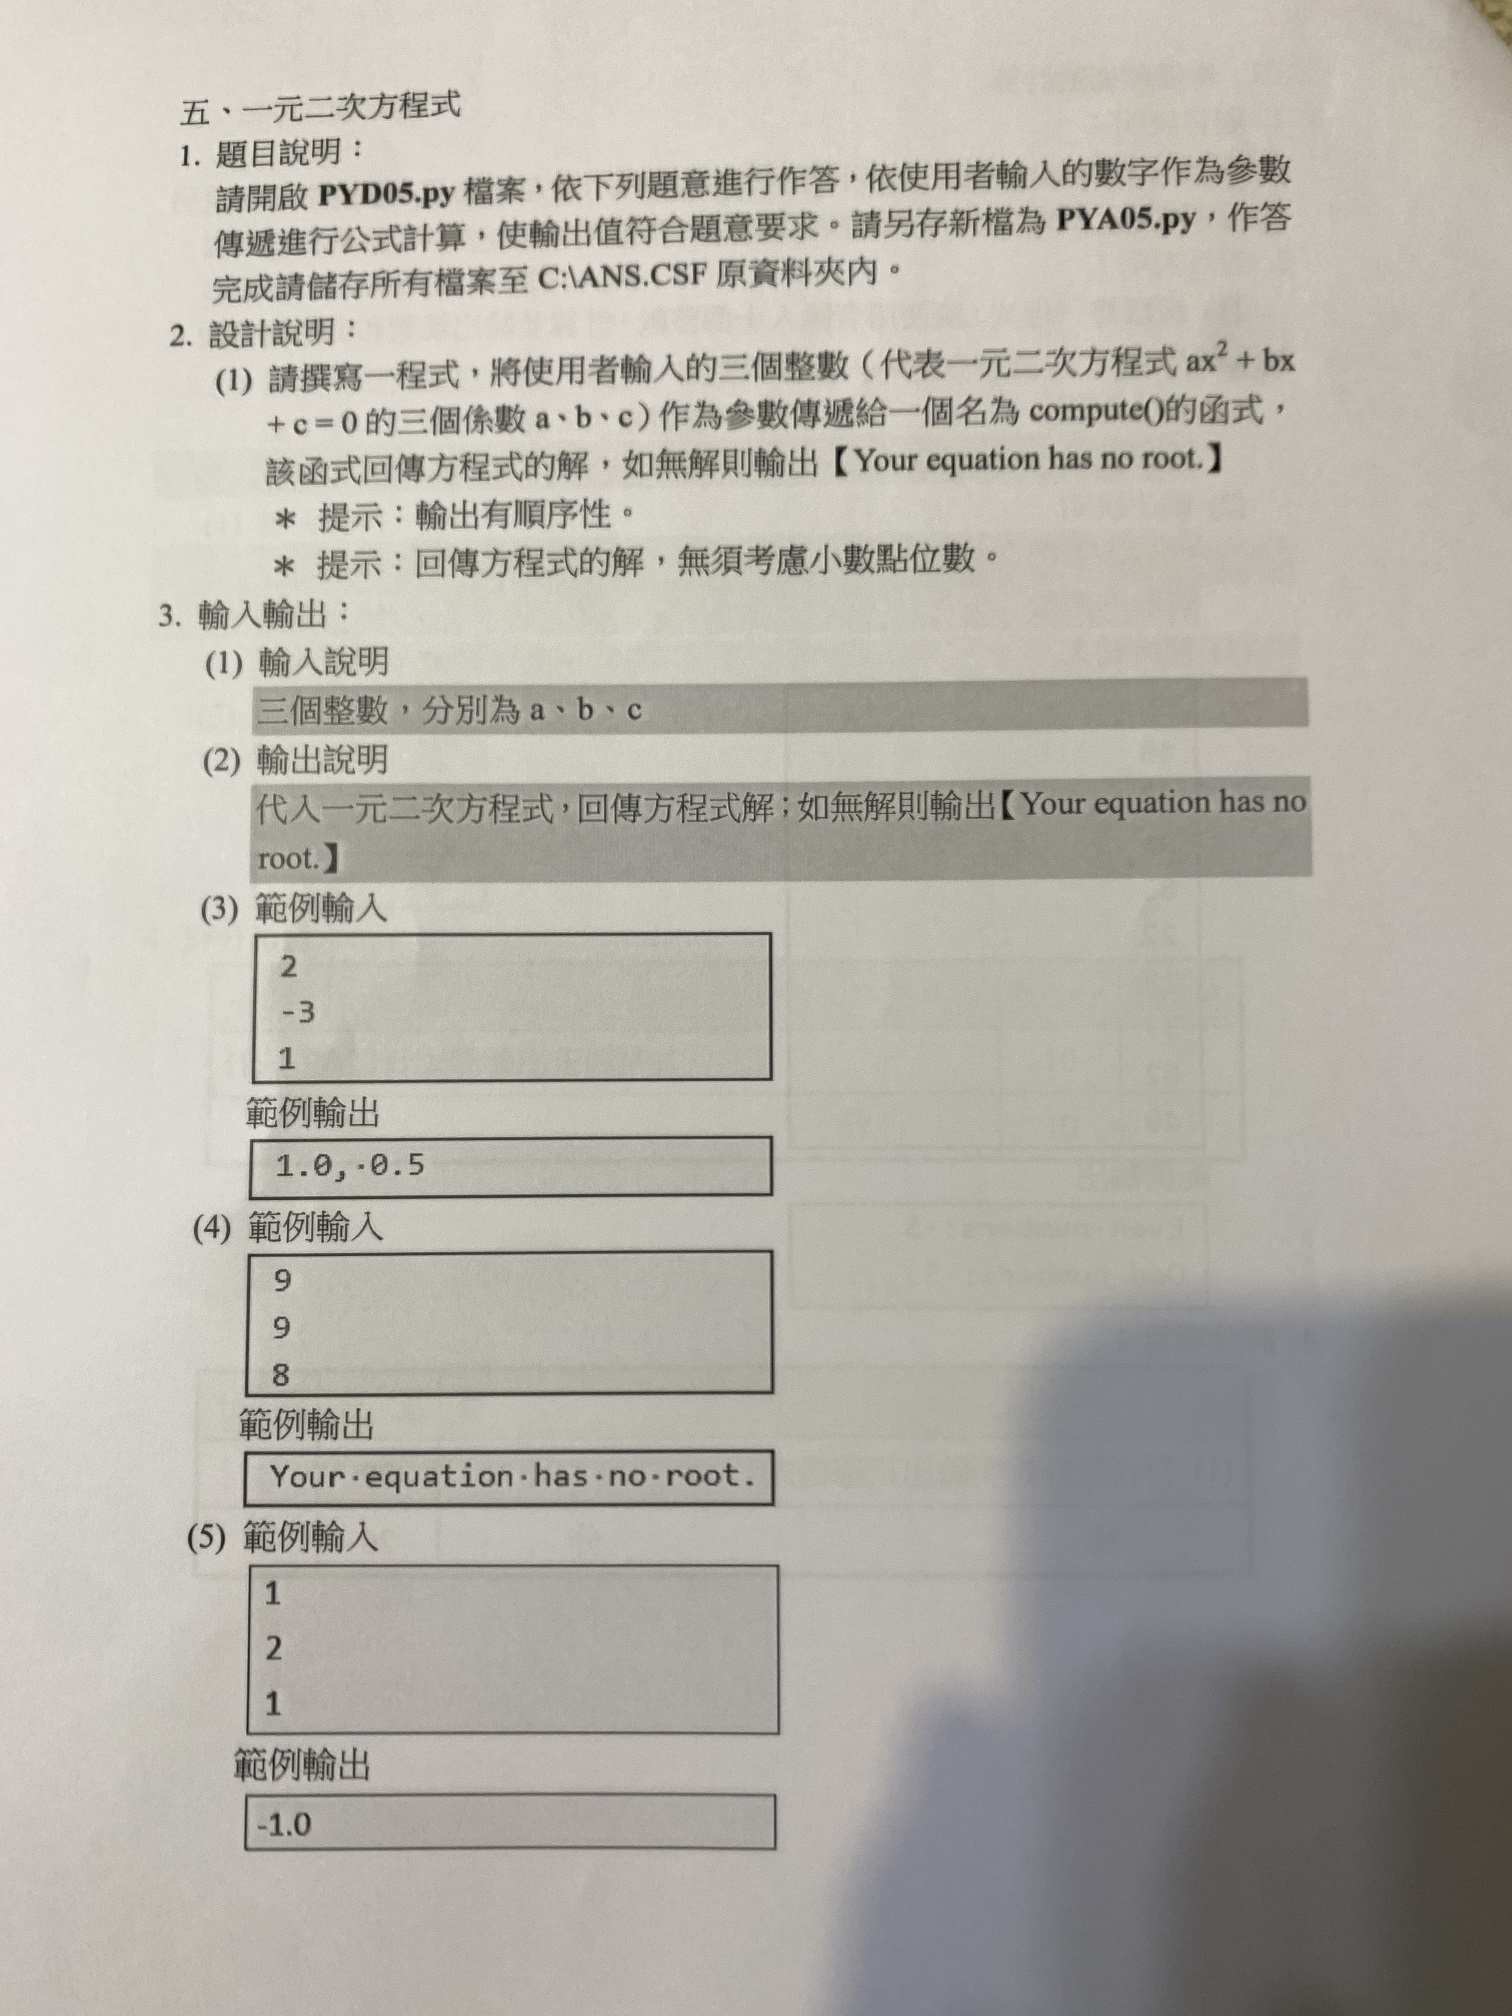 五、一元二次方程式
1. 題目說明：
請開啟 PYD05.py 檔案，依下列題意進行作答，依使用者輸入的數字作為參數
傳遞進行公式計算，使輸出值符合題意要求。請另存新檔為 PYA05.py，作答
完成請儲存所有檔案至 C:\ANS.CSF 原資料夾內。
2. 設計說明：
(1) 請撰寫一程式，將使用者輸入的三個整數（代表一元二次方程式 ax² + bx
+ c = 0 的三個係數 a、b、c）作為參數傳遞給一個名為 compute()的函式，
該函式回傳方程式的解，如無解則輸出【Your equation has no root.】
＊ 提示：輸出有順序性。
＊ 提示：回傳方程式的解，無須考慮小數點位數。
3. 輸入輸出：
(1) 輸入說明
三個整數，分別為 a、b、c
(2) 輸出說明
代入一元二次方程式，回傳方程式解；如無解則輸出【Your equation has no
root.】
(3) 範例輸入
2
-3
1
範例輸出
1.0,·0.5
(4) 範例輸入
9
9
8
範例輸出
Your·equation·has·no·root.
(5) 範例輸入
1
2
1
範例輸出
-1.0